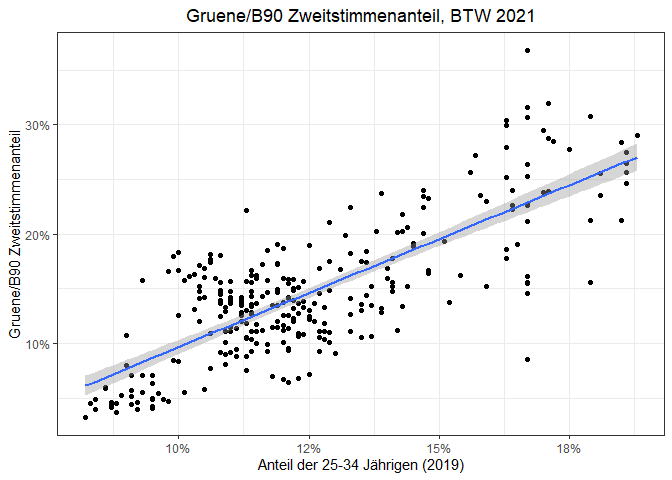 Gruene/B90 Zweitstimmenanteil, BTW 2021
Gruene/B90 Zweitstimmenanteil
30%
20%
10%
10%
12%
15%
18%
Anteil der 25-34 Jährigen (2019)